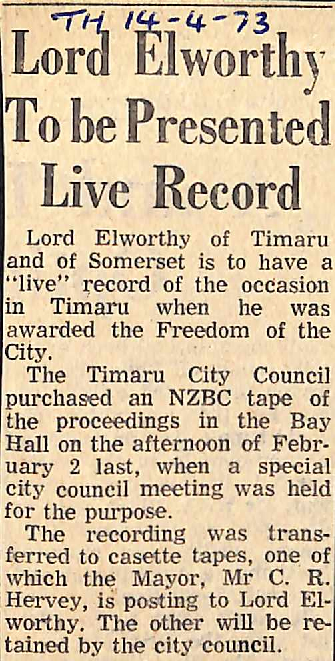 TH 14-4-73
Lord Elworthy
To be Presented
Live Record
Lord Elworthy of Timaru
and of Somerset is to have a
"live" record of the occasion
in Timaru when he was
awarded the Freedom of the
City.
The Timaru City Council
purchased an NZBC tape of
the proceedings in the Bay
Hall on the afternoon of Febr-
uary 2 last, when a special
city council meeting was held
for the purpose.
The recording was trans-
ferred to casette tapes, one of
which the Mayor, Mr C. R.
Hervey, is posting to Lord El-
worthy. The other will be re-
tained by the city council.